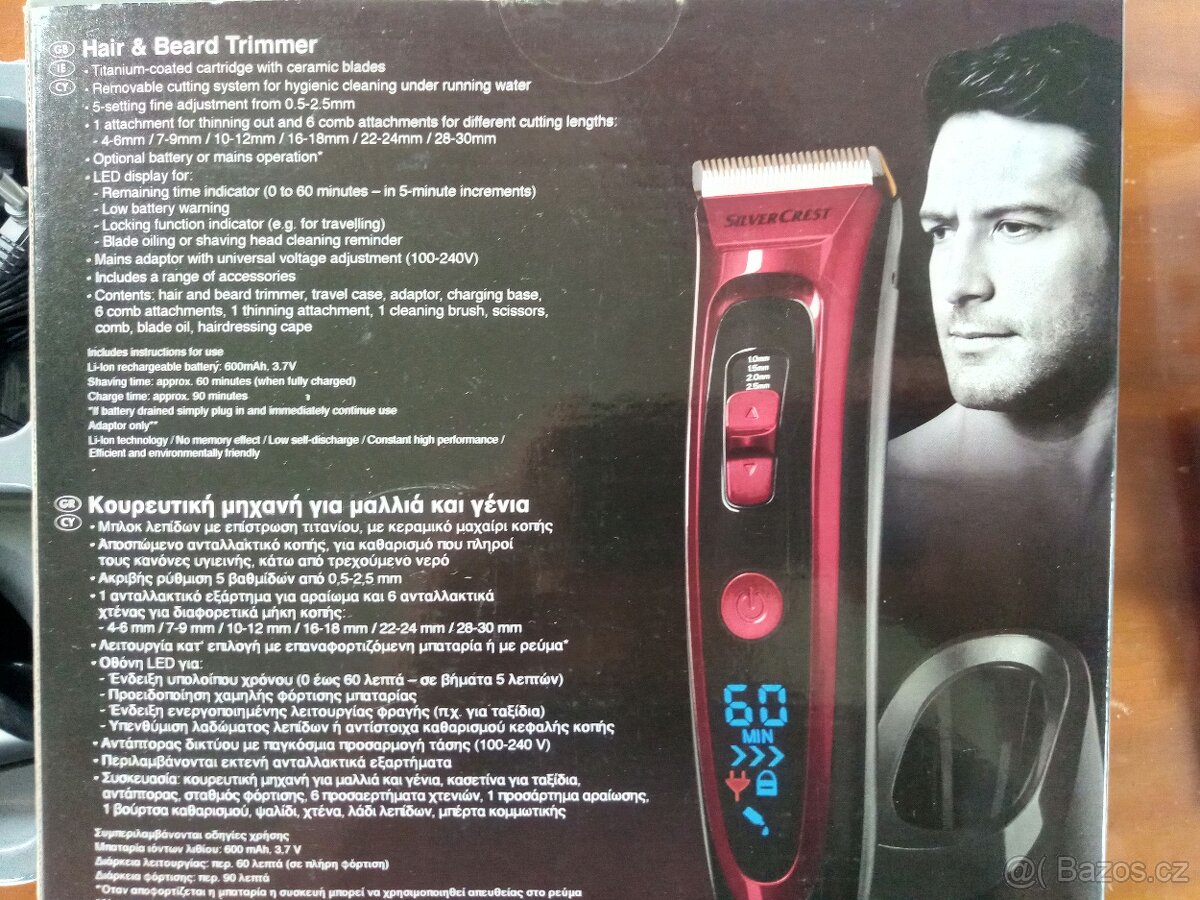 GB Hair & Beard Trimmer
IE • Titanium-coated cartridge with ceramic blades
CY • Removable cutting system for hygienic cleaning under running water
• 5-setting fine adjustment from 0.5-2.5mm
• 1 attachment for thinning out and 6 comb attachments for different cutting lengths:
- 4-6mm / 7-9mm / 10-12mm / 16-18mm / 22-24mm / 28-30mm
• Optional battery or mains operation*
• LED display for:
- Remaining time indicator (0 to 60 minutes – in 5-minute increments)
- Low battery warning
- Locking function indicator (e.g. for travelling)
- Blade oiling or shaving head cleaning reminder
• Mains adaptor with universal voltage adjustment (100-240V)
• Includes a range of accessories
• Contents: hair and beard trimmer, travel case, adaptor, charging base,
6 comb attachments, 1 thinning attachment, 1 cleaning brush, scissors,
comb, blade oil, hairdressing cape
Includes instructions for use
Li-Ion rechargeable battery: 600mAh, 3.7V
Shaving time: approx. 60 minutes (when fully charged)
Charge time: approx. 90 minutes
*If battery drained simply plug in and immediately continue use
Adaptor only**
Li-Ion technology / No memory effect / Low self-discharge / Constant high performance /
Efficient and environmentally friendly
GR Κουρευτική μηχανή για μαλλιά και γένια
CY • Μπλοκ λεπίδων με επίστρωση τιτανίου, με κεραμικό μαχαίρι κοπής
• Αποσπώμενο ανταλλακτικό κοπής, για καθαρισμό που πληροί
τους κανόνες υγιεινής, κάτω από τρεχούμενο νερό
• Ακριβής ρύθμιση 5 βαθμίδων από 0,5-2,5 mm
• 1 ανταλλακτικό εξάρτημα για αραίωμα και 6 ανταλλακτικά
χτένας για διαφορετικά μήκη κοπής:
- 4-6 mm / 7-9 mm / 10-12 mm / 16-18 mm / 22-24 mm / 28-30 mm
• Λειτουργία κατ' επιλογή με επαναφορτιζόμενη μπαταρία ή με ρεύμα*
• Οθόνη LED για:
- Ένδειξη υπολοίπου χρόνου (0 έως 60 λεπτά – σε βήματα 5 λεπτών)
- Προειδοποίηση χαμηλής φόρτισης μπαταρίας
- Ένδειξη ενεργοποιημένης λειτουργίας φραγής (π.χ. για ταξίδια)
- Υπενθύμιση λαδώματος λεπίδων ή αντίστοιχα καθαρισμού κεφαλής κοπής
• Αντάπτορας δικτύου με παγκόσμια προσαρμογή τάσης (100-240 V)
• Περιλαμβάνονται εκτενή ανταλλακτικά εξαρτήματα
• Συσκευασία: κουρευτική μηχανή για μαλλιά και γένια, κασετίνα για ταξίδια,
αντάπτορας, σταθμός φόρτισης, 6 προσαερτήματα χτενιών, 1 προσάρτημα αραίωσης,
1 βούρτσα καθαρισμού, ψαλίδι, χτένα, λάδι λεπίδων, μπέρτα κομμωτικής
Συμπεριλαμβάνονται οδηγίες χρήσης
Μπαταρία ιόντων λιθίου: 600 mAh, 3.7 V
Διάρκεια λειτουργίας: περ. 60 λεπτά (σε πλήρη φόρτιση)
Διάρκεια φόρτισης: περ. 90 λεπτά
*Όταν αποφορτίζεται η μπαταρία η συσκευή μπορεί να χρησιμοποιηθεί απευθείας στο ρεύμα
SILVERCREST
1.0mm
1.5mm
2.0mm
2.5mm
60
MIN
@( Bazos.cz